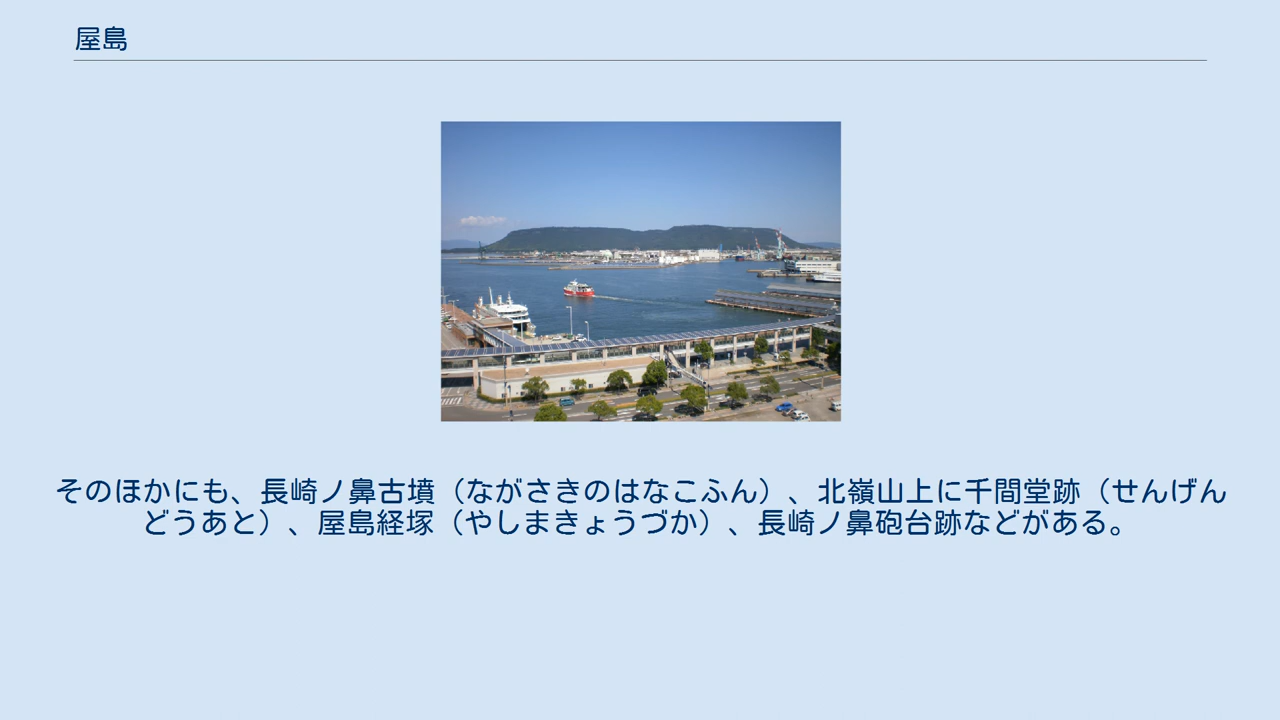 屋島
そのほかにも、長崎ノ鼻古墳（ながさきのはなこふん）、北嶺山上に千間堂跡（せんげん
どうあと）、屋島経塚（やしまきょうづか）、長崎ノ鼻砲台跡などがある。